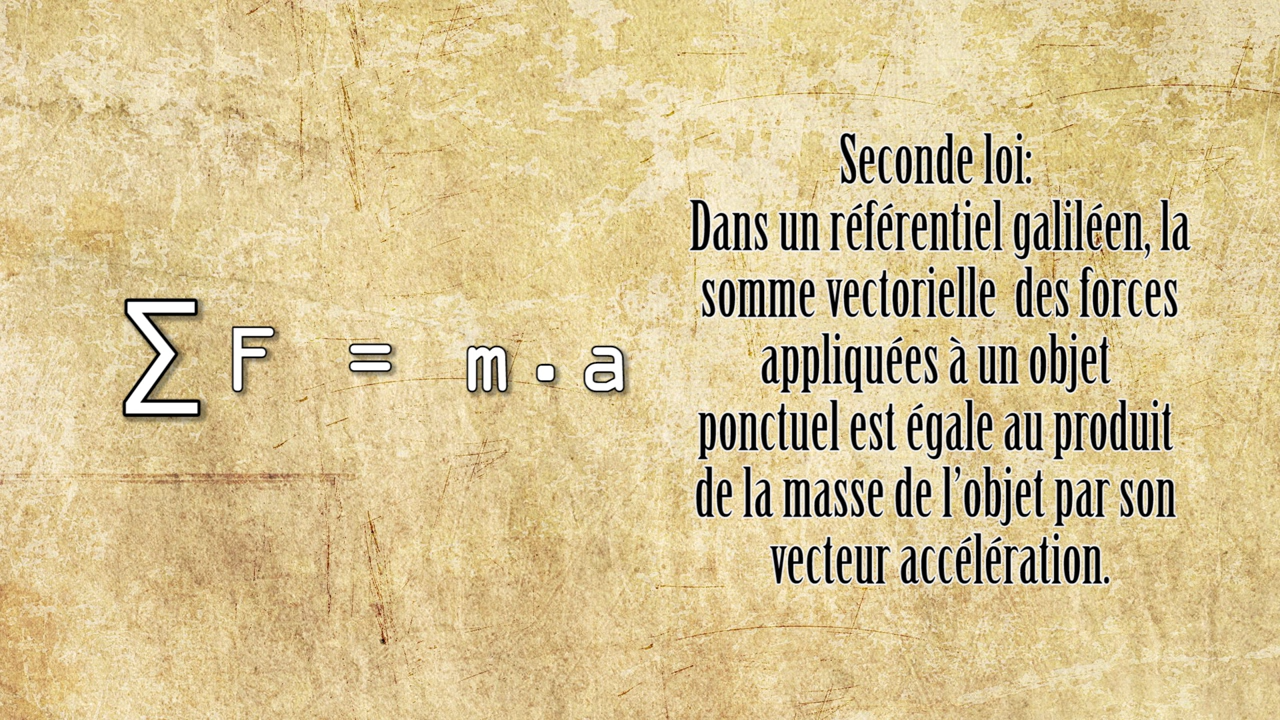 ∑ F = m . a
Seconde loi:
Dans un référentiel galiléen, la
somme vectorielle des forces
appliquées à un objet
ponctuel est égale au produit
de la masse de l’objet par son
vecteur accélération.